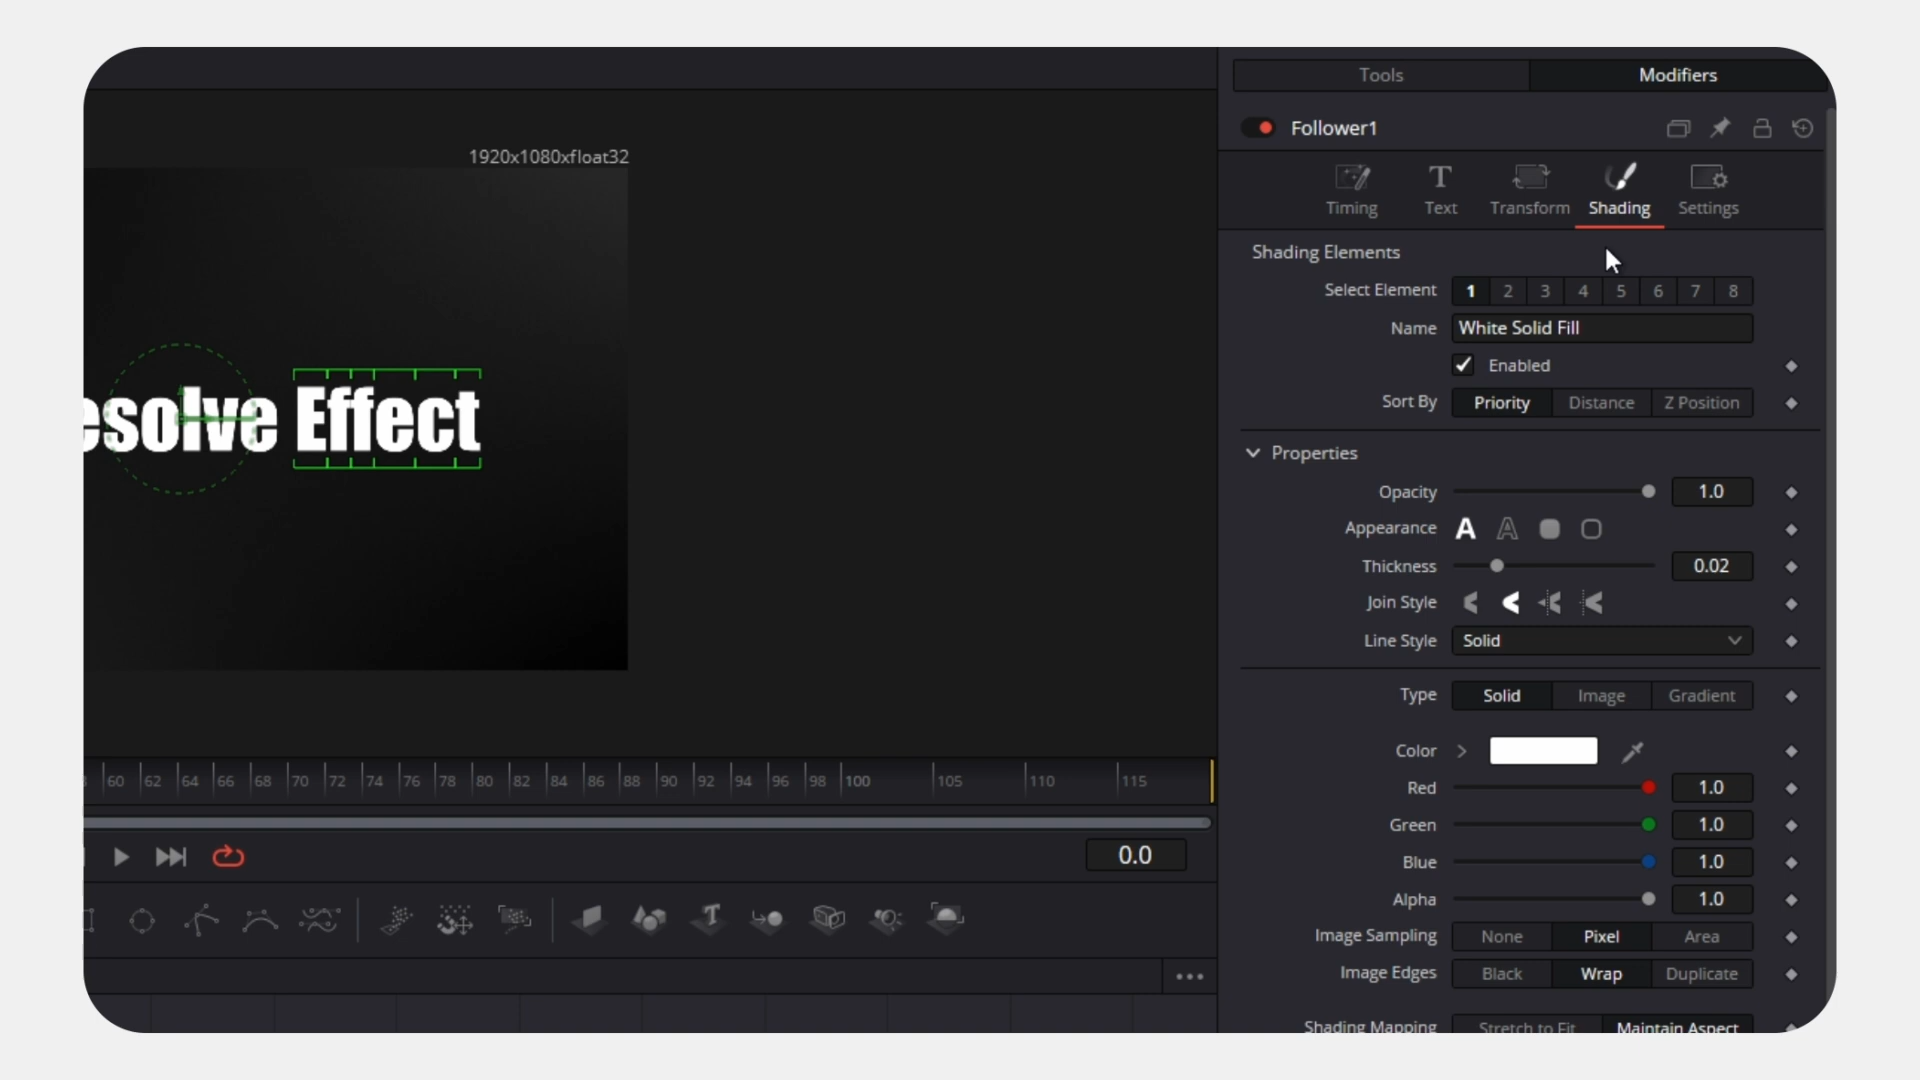 Tools Modifiers
Follower1
1920x1080xfloat32
Timing Text Transform Shading Settings
Shading Elements
Select Element 1 2 3 4 5 6 7 8
Name White Solid Fill
Enabled
Sort By Priority Distance Z Position
esolve Effect
Properties
Opacity 1.0
Appearance A A
Thickness 0.02
Join Style
Line Style Solid
Type Solid Image Gradient
Color
60 62 64 66 68 70 72 74 76 78 80 82 84 86 88 90 92 94 96 98 100 105 110 115
Red 1.0
Green 1.0
0.0
Blue 1.0
Alpha 1.0
Image Sampling None Pixel Area
Image Edges Black Wrap Duplicate
Shading Mapping Stretch to Fit Maintain Aspect